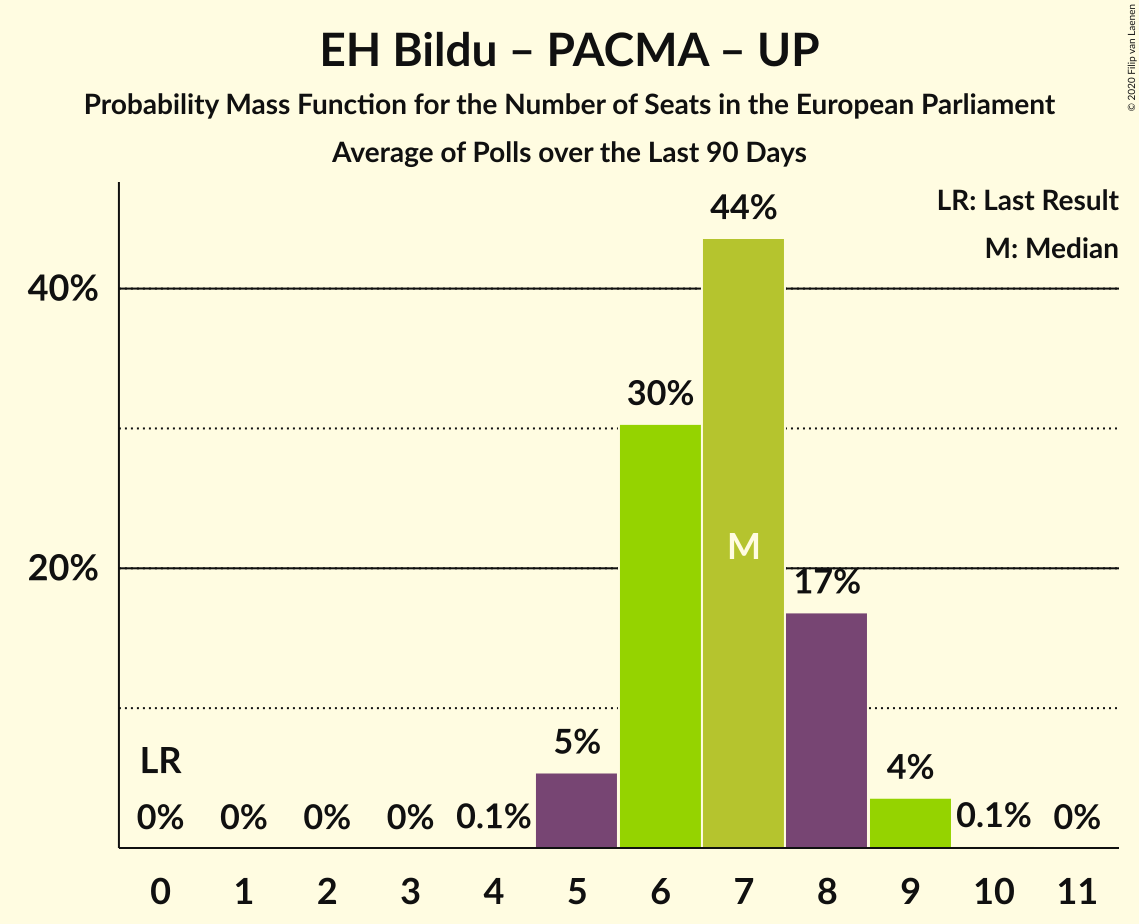 EH Bildu – PACMA – UP
Probability Mass Function for the Number of Seats in the European Parliament
Average of Polls over the Last 90 Days
© 2020 Filip van Laenen
LR: Last Result
M: Median
44%
40%
30%
M
20%
17%
5%
LR
4%
0% 0% 0% 0% 0.1% 0.1% 0%
0 1 2 3 4 5 6 7 8 9 10 11